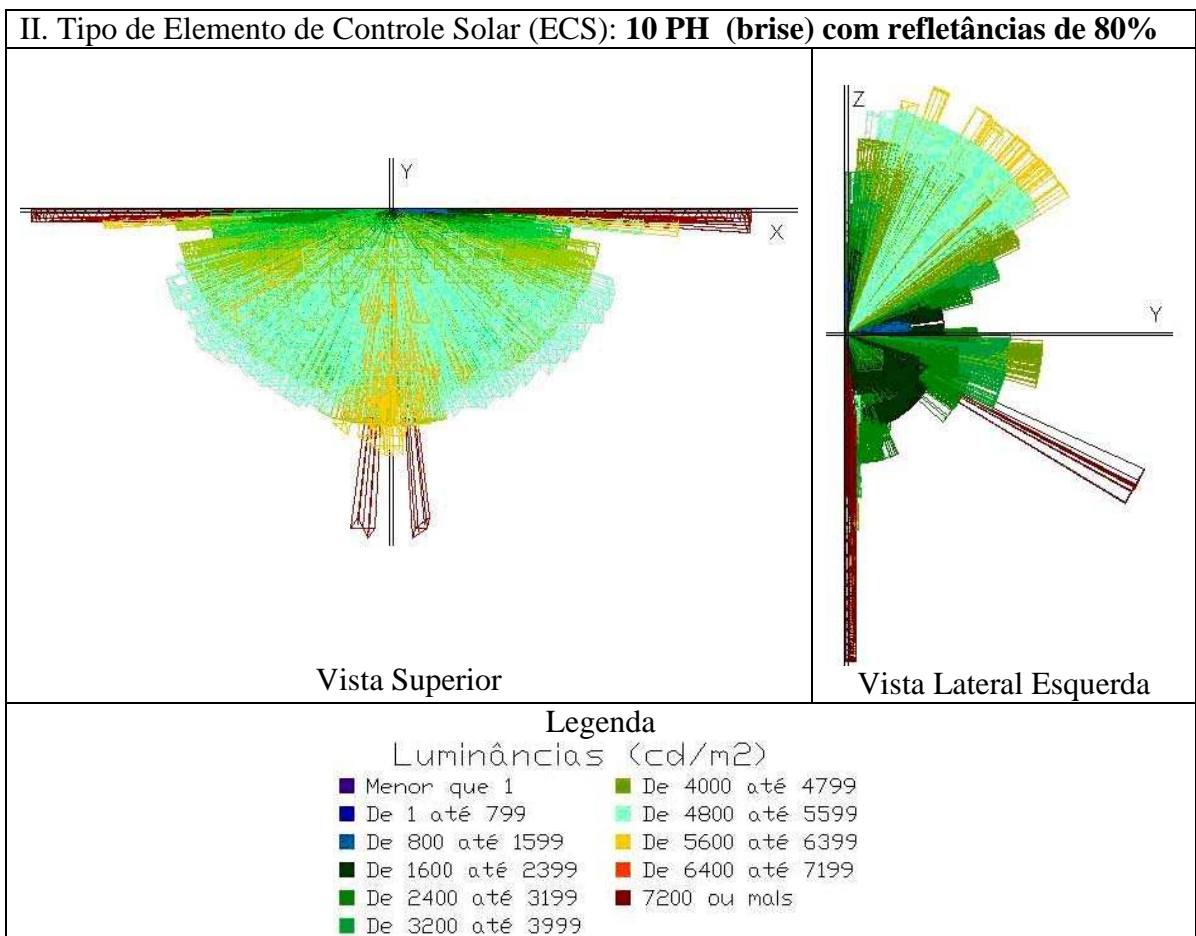 II. Tipo de Elemento de Controle Solar (ECS): 10 PH (brise) com refletâncias de 80%
Y
X
Vista Superior
Z
Y
Vista Lateral Esquerda
Legenda
Luminâncias (cd/m2)
Menor que 1
De 1 até 799
De 800 até 1599
De 1600 até 2399
De 2400 até 3199
De 3200 até 3999
De 4000 até 4799
De 4800 até 5599
De 5600 até 6399
De 6400 até 7199
7200 ou mais